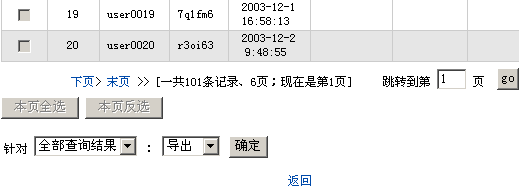 19 user0019 7q1fm6 2003-12-1 16:58:13
20 user0020 r3oi63 2003-12-2 9:48:55
下页> 末页 >> [一共101条记录、6页；现在是第1页] 跳转到第 1 页 go
本页全选 本页反选
针对 全部查询结果 : 导出 确定
返回